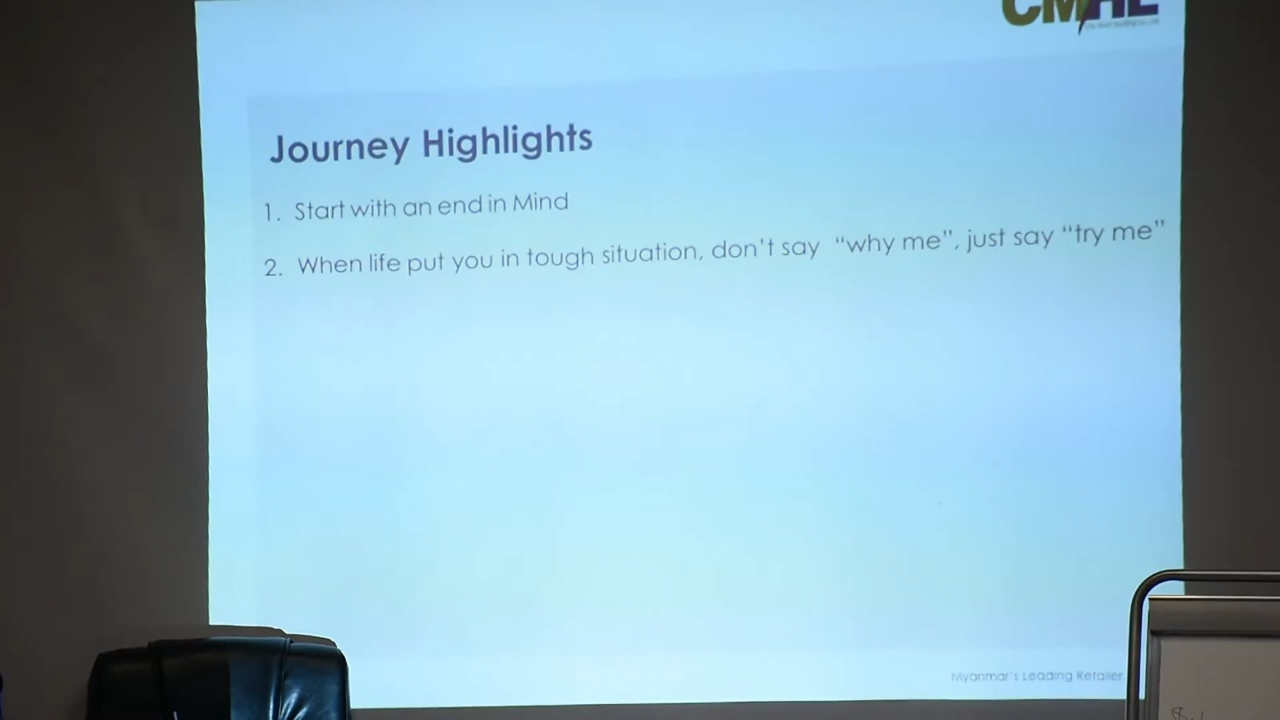 CMHL
Journey Highlights
1. Start with an end in Mind
2. When life put you in tough situation, don't say “why me”, just say “try me”
Myanmar's Leading Retailer